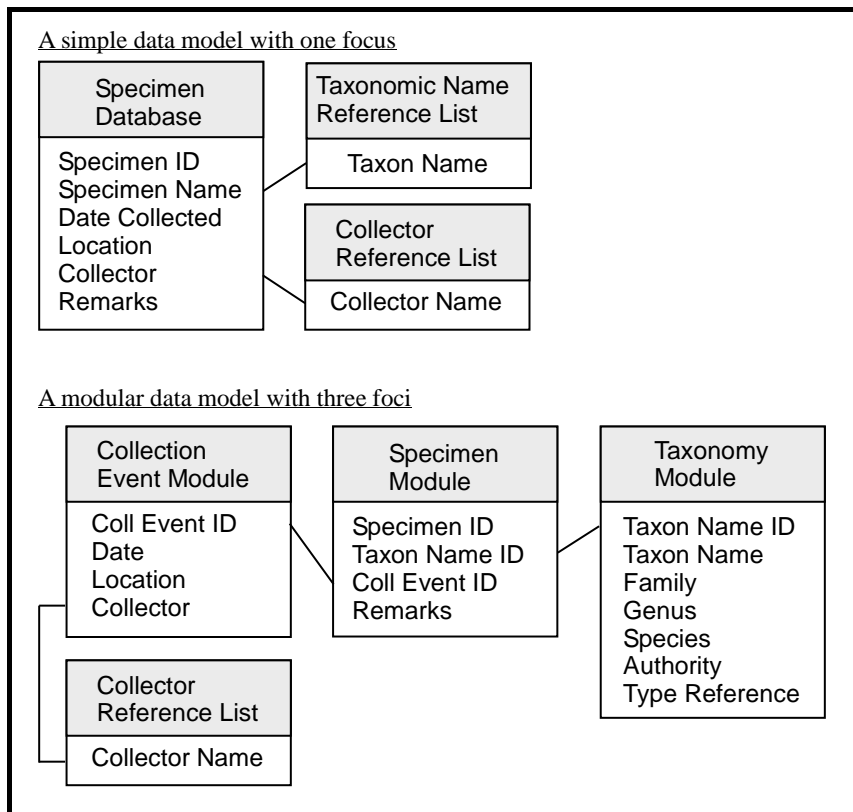 A simple data model with one focus
Specimen
Database
Specimen ID
Specimen Name
Date Collected
Location
Collector
Remarks
Taxonomic Name
Reference List
Taxon Name
Collector
Reference List
Collector Name
A modular data model with three foci
Collection
Event Module
Coll Event ID
Date
Location
Collector
Collector
Reference List
Collector Name
Specimen
Module
Specimen ID
Taxon Name ID
Coll Event ID
Remarks
Taxonomy
Module
Taxon Name ID
Taxon Name
Family
Genus
Species
Authority
Type Reference